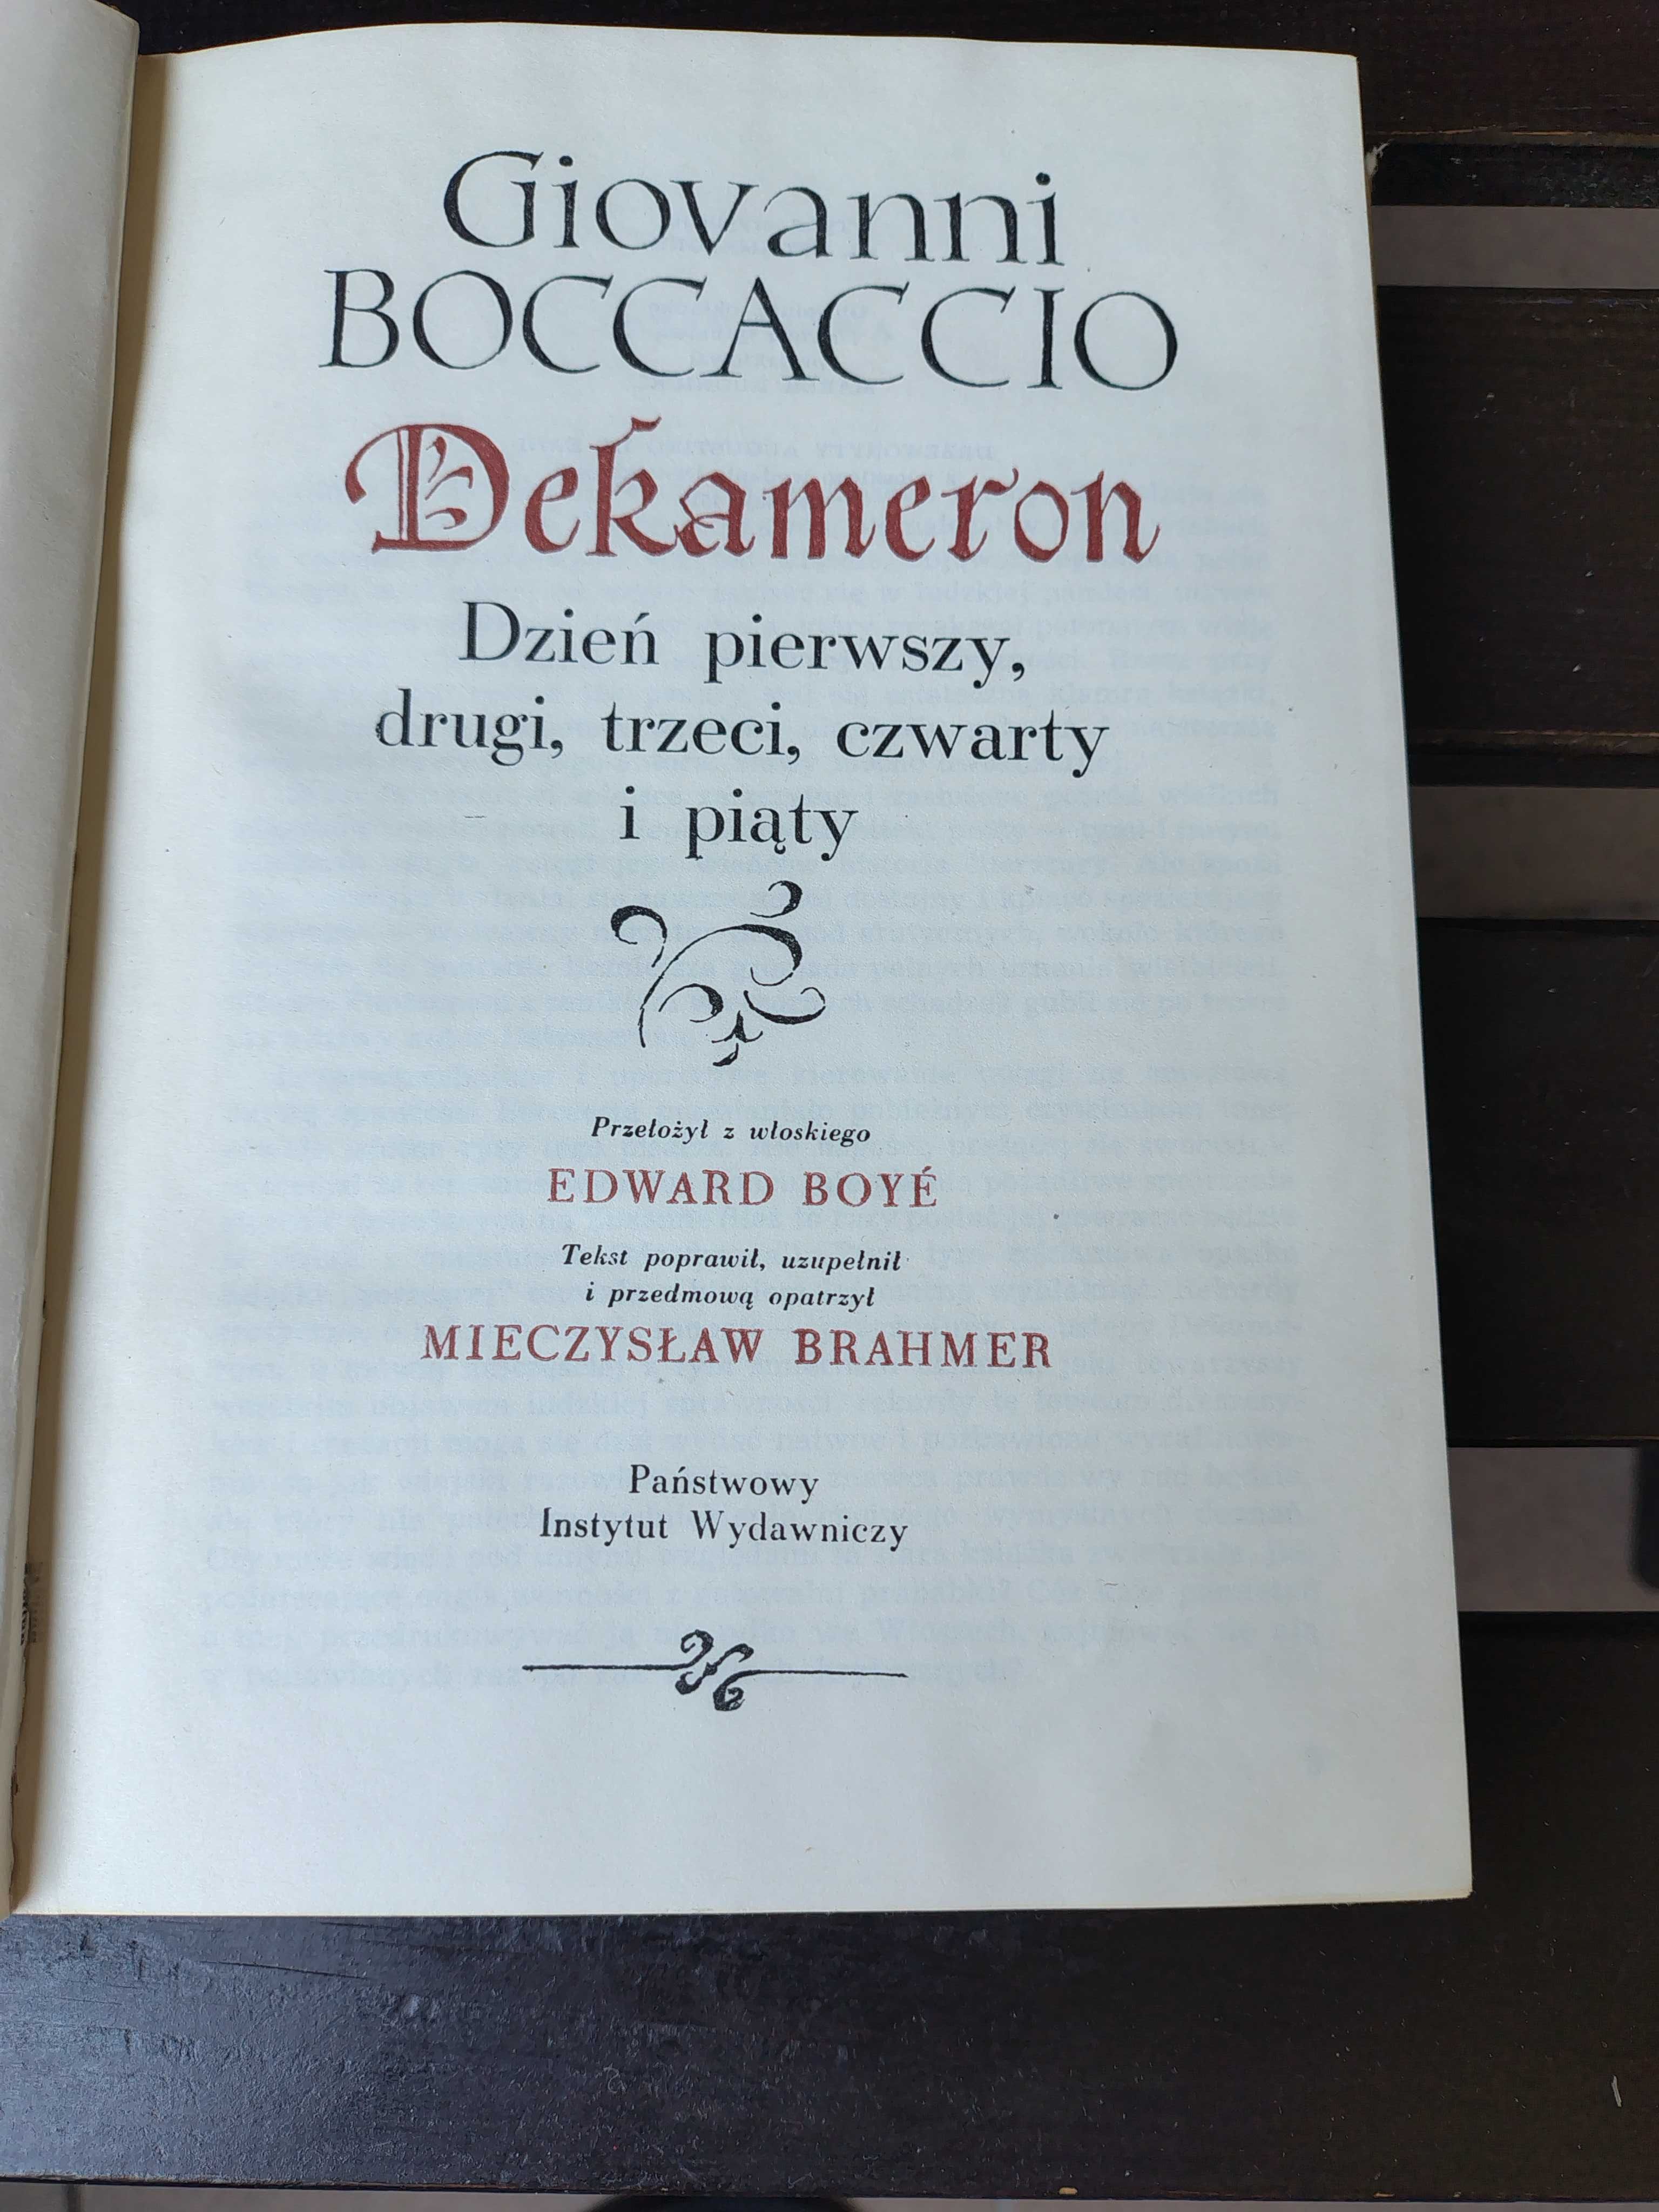 Giovanni
BOCCACCIO
Dekameron
Dzień pierwszy,
drugi, trzeci, czwarty
i piąty
Przełożył z włoskiego
EDWARD BOYÉ
Tekst poprawił, uzupełnił
i przedmową opatrzył
MIECZYSŁAW BRAHMER
Państwowy
Instytut Wydawniczy